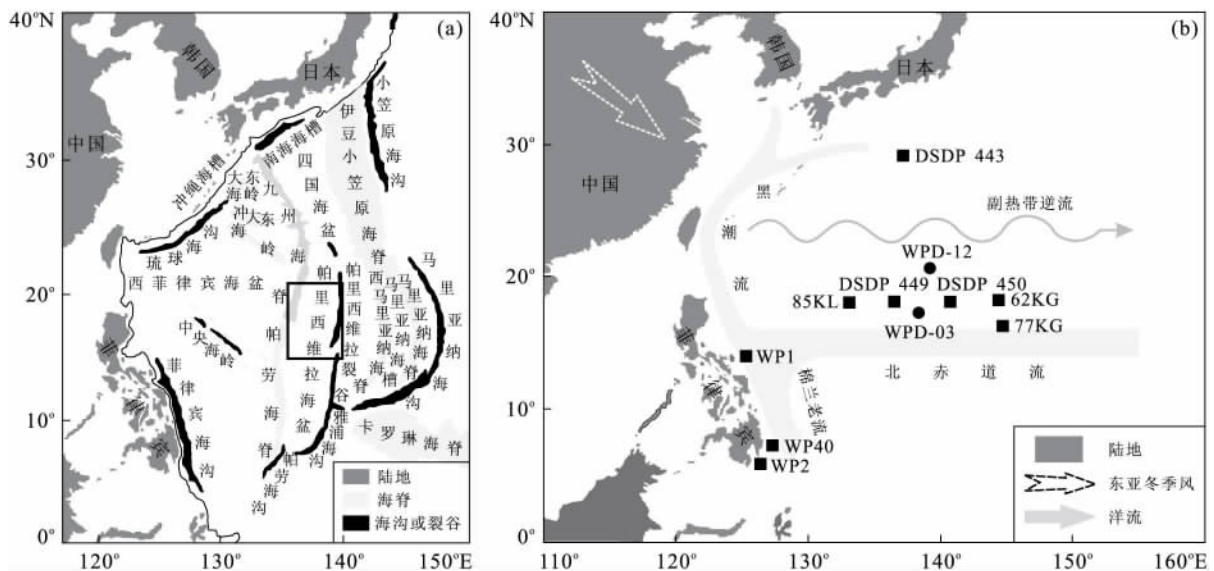 40°N
30°
20°
10°
0°
120°
130°
140°
150°E
(a)
中国
韩国
日本
冲绳海槽
南海海槽
小笠原海沟
伊豆小笠原海脊
四国海盆
大东海岭
冲大东海岭
九州
帕劳海脊
琉球海沟
西菲律宾海盆
中央海岭
菲律宾海沟
菲律宾
帕里西维拉海盆
帕里西维拉裂谷
西马里亚纳海脊
马里亚纳海槽
马里亚纳海沟
雅浦海沟
帕劳海沟
卡罗琳海脊
陆地
海脊
海沟或裂谷
40°N
30°
20°
10°
0°
110°
120°
130°
140°
150°
160°E
(b)
中国
韩国
日本
DSDP 443
黑潮流
副热带逆流
WPD-12
DSDP 449
DSDP 450
85KL
62KG
WPD-03
77KG
WP1
北赤道流
棉兰老流
菲律宾
WP40
WP2
陆地
东亚冬季风
洋流